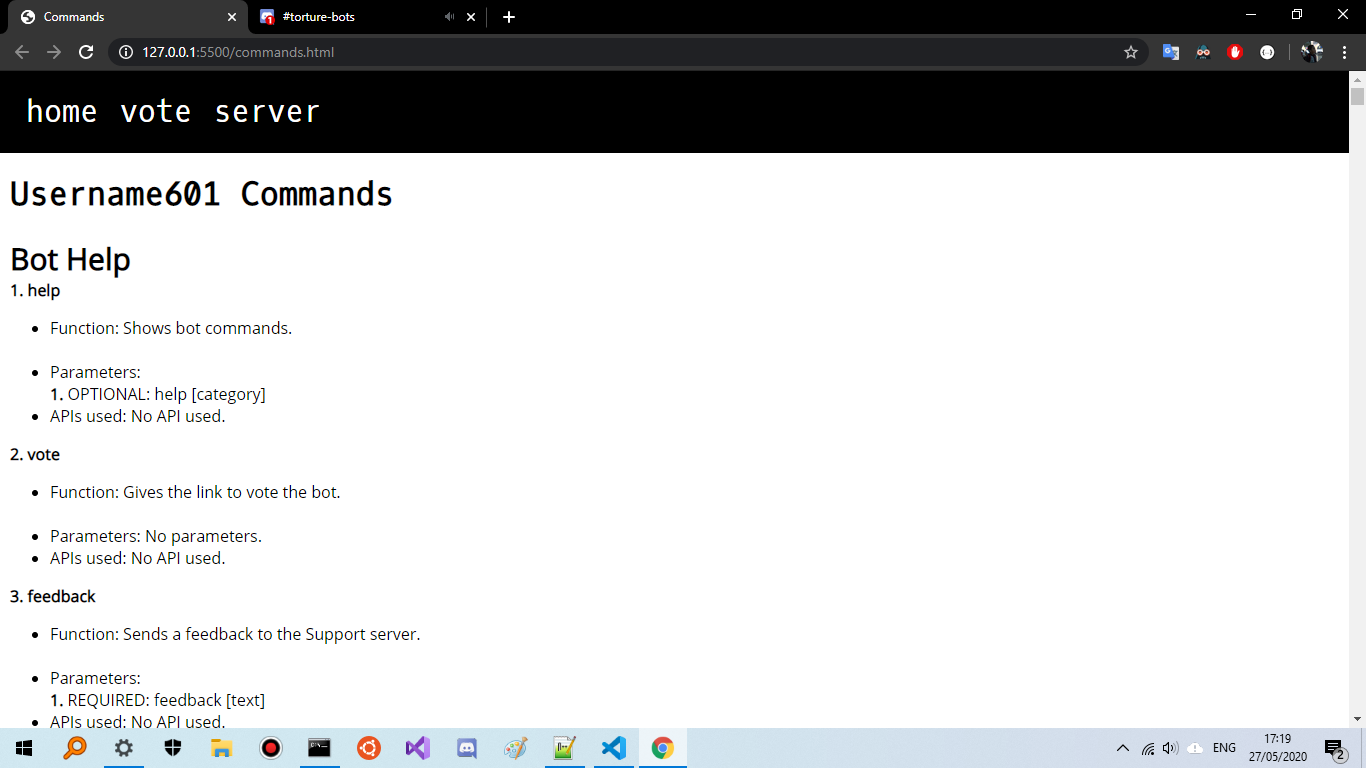 Commands
#torture-bots
127.0.0.1:5500/commands.html
home vote server
Username601 Commands
Bot Help
1. help
• Function: Shows bot commands.
• Parameters:
1. OPTIONAL: help [category]
• APIs used: No API used.
2. vote
• Function: Gives the link to vote the bot.
• Parameters: No parameters.
• APIs used: No API used.
3. feedback
• Function: Sends a feedback to the Support server.
• Parameters:
1. REQUIRED: feedback [text]
• APIs used: No API used.
ENG
17:19
27/05/2020
2